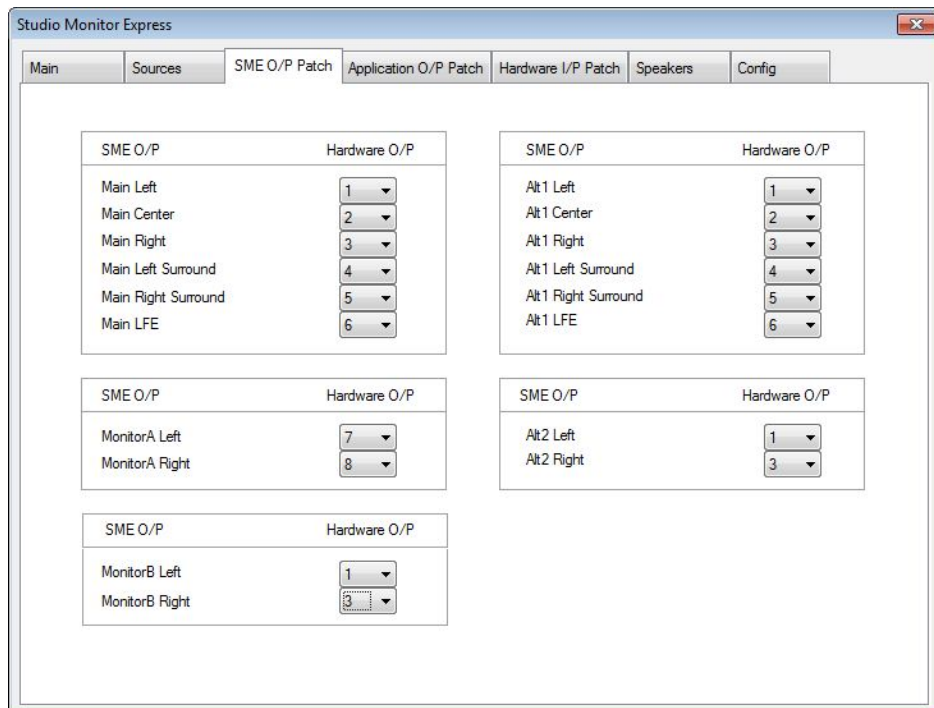 Studio Monitor Express
Main Sources SME O/P Patch Application O/P Patch Hardware I/P Patch Speakers Config
SME O/P Hardware O/P
Main Left 1
Main Center 2
Main Right 3
Main Left Surround 4
Main Right Surround 5
Main LFE 6
SME O/P Hardware O/P
Alt1 Left 1
Alt1 Center 2
Alt1 Right 3
Alt1 Left Surround 4
Alt1 Right Surround 5
Alt1 LFE 6
SME O/P Hardware O/P
MonitorA Left 7
MonitorA Right 8
SME O/P Hardware O/P
Alt2 Left 1
Alt2 Right 3
SME O/P Hardware O/P
MonitorB Left 1
MonitorB Right 3